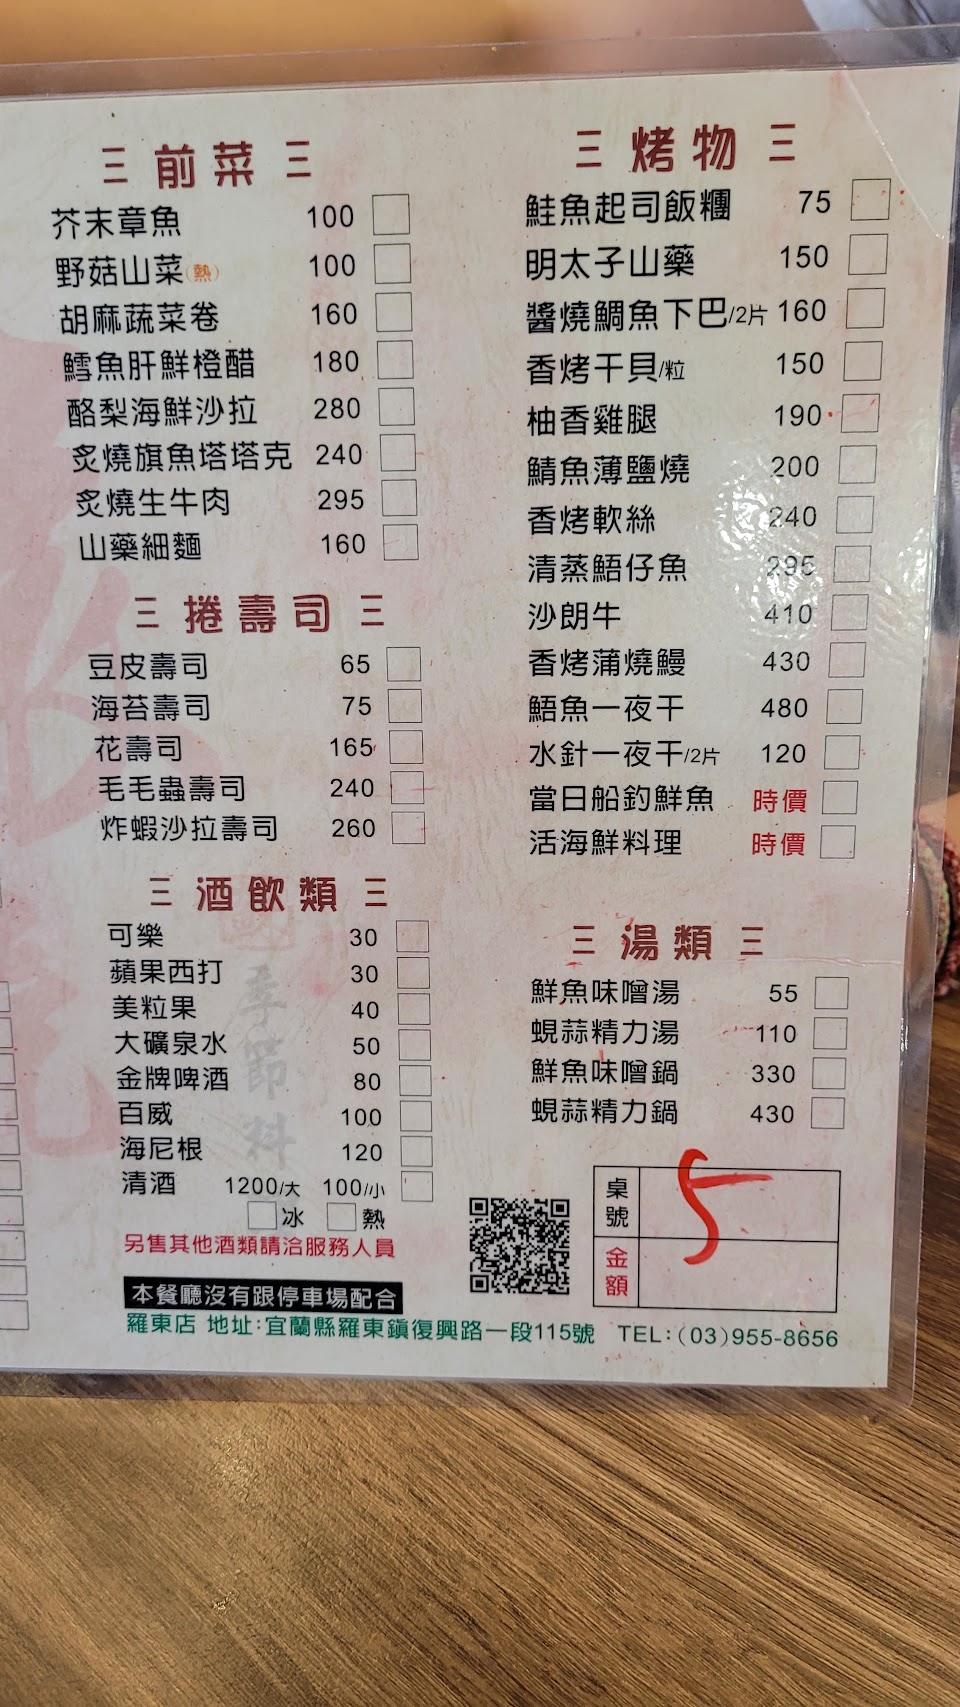 三 前菜 三
芥末章魚 100
野菇山菜(熱) 100
胡麻蔬菜卷 160
鱈魚肝鮮橙醋 180
酪梨海鮮沙拉 280
炙燒旗魚塔塔克 240
炙燒生牛肉 295
山藥細麵 160
三 捲壽司 三
豆皮壽司 65
海苔壽司 75
花壽司 165
毛毛蟲壽司 240
炸蝦沙拉壽司 260
三 酒飲類 三
可樂 30
蘋果西打 30
美粒果 40
大礦泉水 50
金牌啤酒 80
百威 100
海尼根 120
清酒 1200/大 100/小
冰 熱
另售其他酒類請洽服務人員
三 烤物 三
鮭魚起司飯糰 75
明太子山藥 150
醬燒鯛魚下巴/2片 160
香烤干貝/粒 150
柚香雞腿 190
鯖魚薄鹽燒 200
香烤軟絲 240
清蒸鯃仔魚 295
沙朗牛 410
香烤蒲燒鰻 430
鯃魚一夜干 480
水針一夜干/2片 120
當日船釣鮮魚 時價
活海鮮料理 時價
三 湯類 三
鮮魚味噌湯 55
蜆蒜精力湯 110
鮮魚味噌鍋 330
蜆蒜精力鍋 430
桌號 5
金額
本餐廳沒有跟停車場配合
羅東店 地址:宜蘭縣羅東鎮復興路一段115號 TEL:(03)955-8656
季節料